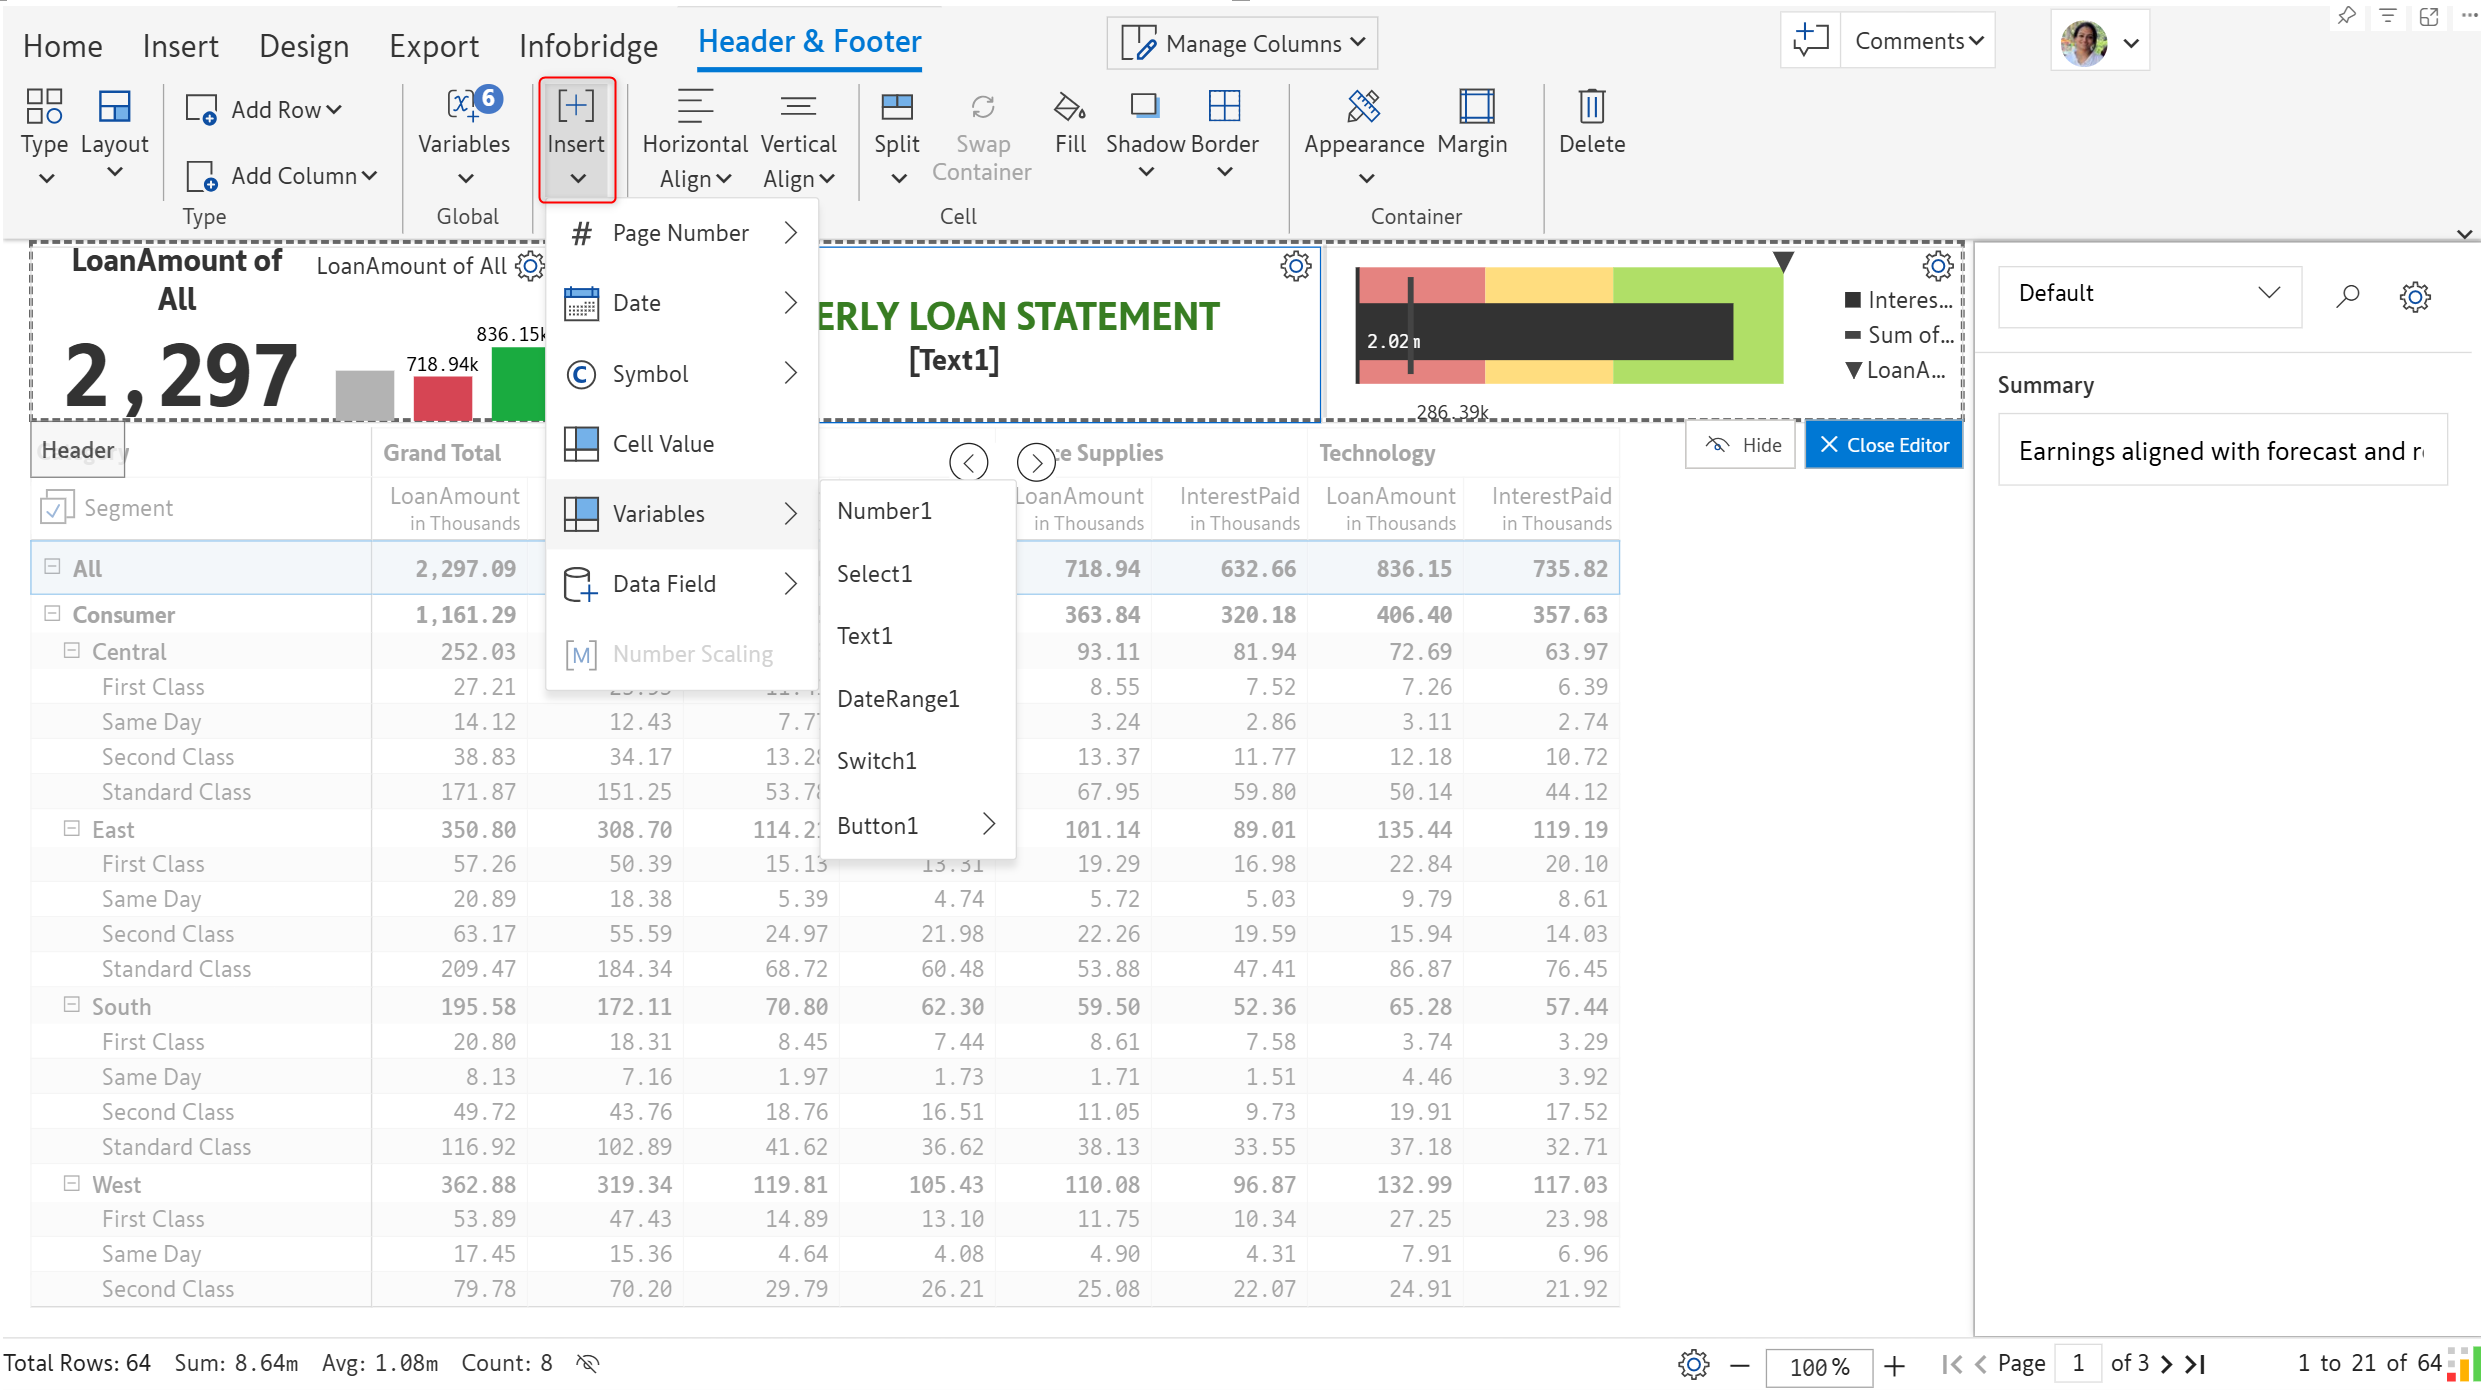 Home Insert Design Export Infobridge Header & Footer Manage Columns Comments
Type Layout Add Row Add Column Variables 6 Insert Horizontal Align Vertical Align Split Swap Container Fill Shadow Border Appearance Margin Delete
Type Global Cell Container
# Page Number
Date
Symbol
Cell Value
Variables
Data Field
[M] Number Scaling
Number1
Select1
Text1
DateRange1
Switch1
Button1
LoanAmount of All
2,297
LoanAmount of All
718.94k
ERLY LOAN STATEMENT
[Text1]
2.02m
286.39k
Interes...
Sum of...
LoanA...
Default
Summary
Earnings aligned with forecast and
Header
Hide Close Editor
Grand Total Technology
Segment LoanAmount in Thousands LoanAmount in Thousands InterestPaid in Thousands LoanAmount in Thousands InterestPaid in Thousands
All 2,297.09 718.94 632.66 836.15 735.82
Consumer 1,161.29 363.84 320.18 406.40 357.63
Central 252.03 93.11 81.94 72.69 63.97
First Class 27.21 8.55 7.52 7.26 6.39
Same Day 14.12 12.43 3.24 2.86 3.11 2.74
Second Class 38.83 34.17 13.37 11.77 12.18 10.72
Standard Class 171.87 151.25 67.95 59.80 50.14 44.12
East 350.80 308.70 101.14 89.01 135.44 119.19
First Class 57.26 50.39 15.13 13.31 19.29 16.98 22.84 20.10
Same Day 20.89 18.38 5.39 4.74 5.72 5.03 9.79 8.61
Second Class 63.17 55.59 24.97 21.98 22.26 19.59 15.94 14.03
Standard Class 209.47 184.34 68.72 60.48 53.88 47.41 86.87 76.45
South 195.58 172.11 70.80 62.30 59.50 52.36 65.28 57.44
First Class 20.80 18.31 8.45 7.44 8.61 7.58 3.74 3.29
Same Day 8.13 7.16 1.97 1.73 1.71 1.51 4.46 3.92
Second Class 49.72 43.76 18.76 16.51 11.05 9.73 19.91 17.52
Standard Class 116.92 102.89 41.62 36.62 38.13 33.55 37.18 32.71
West 362.88 319.34 119.81 105.43 110.08 96.87 132.99 117.03
First Class 53.89 47.43 14.89 13.10 11.75 10.34 27.25 23.98
Same Day 17.45 15.36 4.64 4.08 4.90 4.31 7.91 6.96
Second Class 79.78 70.20 29.79 26.21 25.08 22.07 24.91 21.92
Total Rows: 64 Sum: 8.64m Avg: 1.08m Count: 8 100% Page 1 of 3 1 to 21 of 64